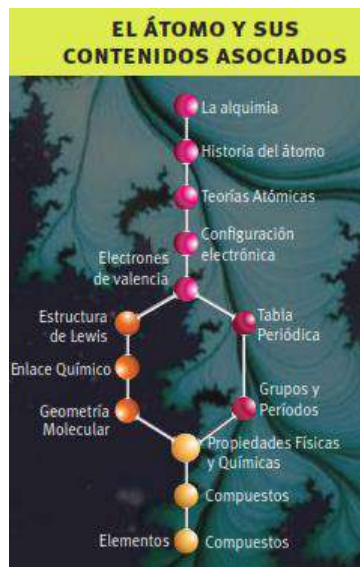 EL ÁTOMO Y SUS
CONTENIDOS ASOCIADOS
La alquimia
Historia del átomo
Teorías Atómicas
Configuración
electrónica
Electrones
de valencia
Estructura
de Lewis
Tabla
Periódica
Enlace Químico
Geometría
Molecular
Grupos y
Períodos
Propiedades Físicas
y Químicas
Compuestos
Elementos
Compuestos